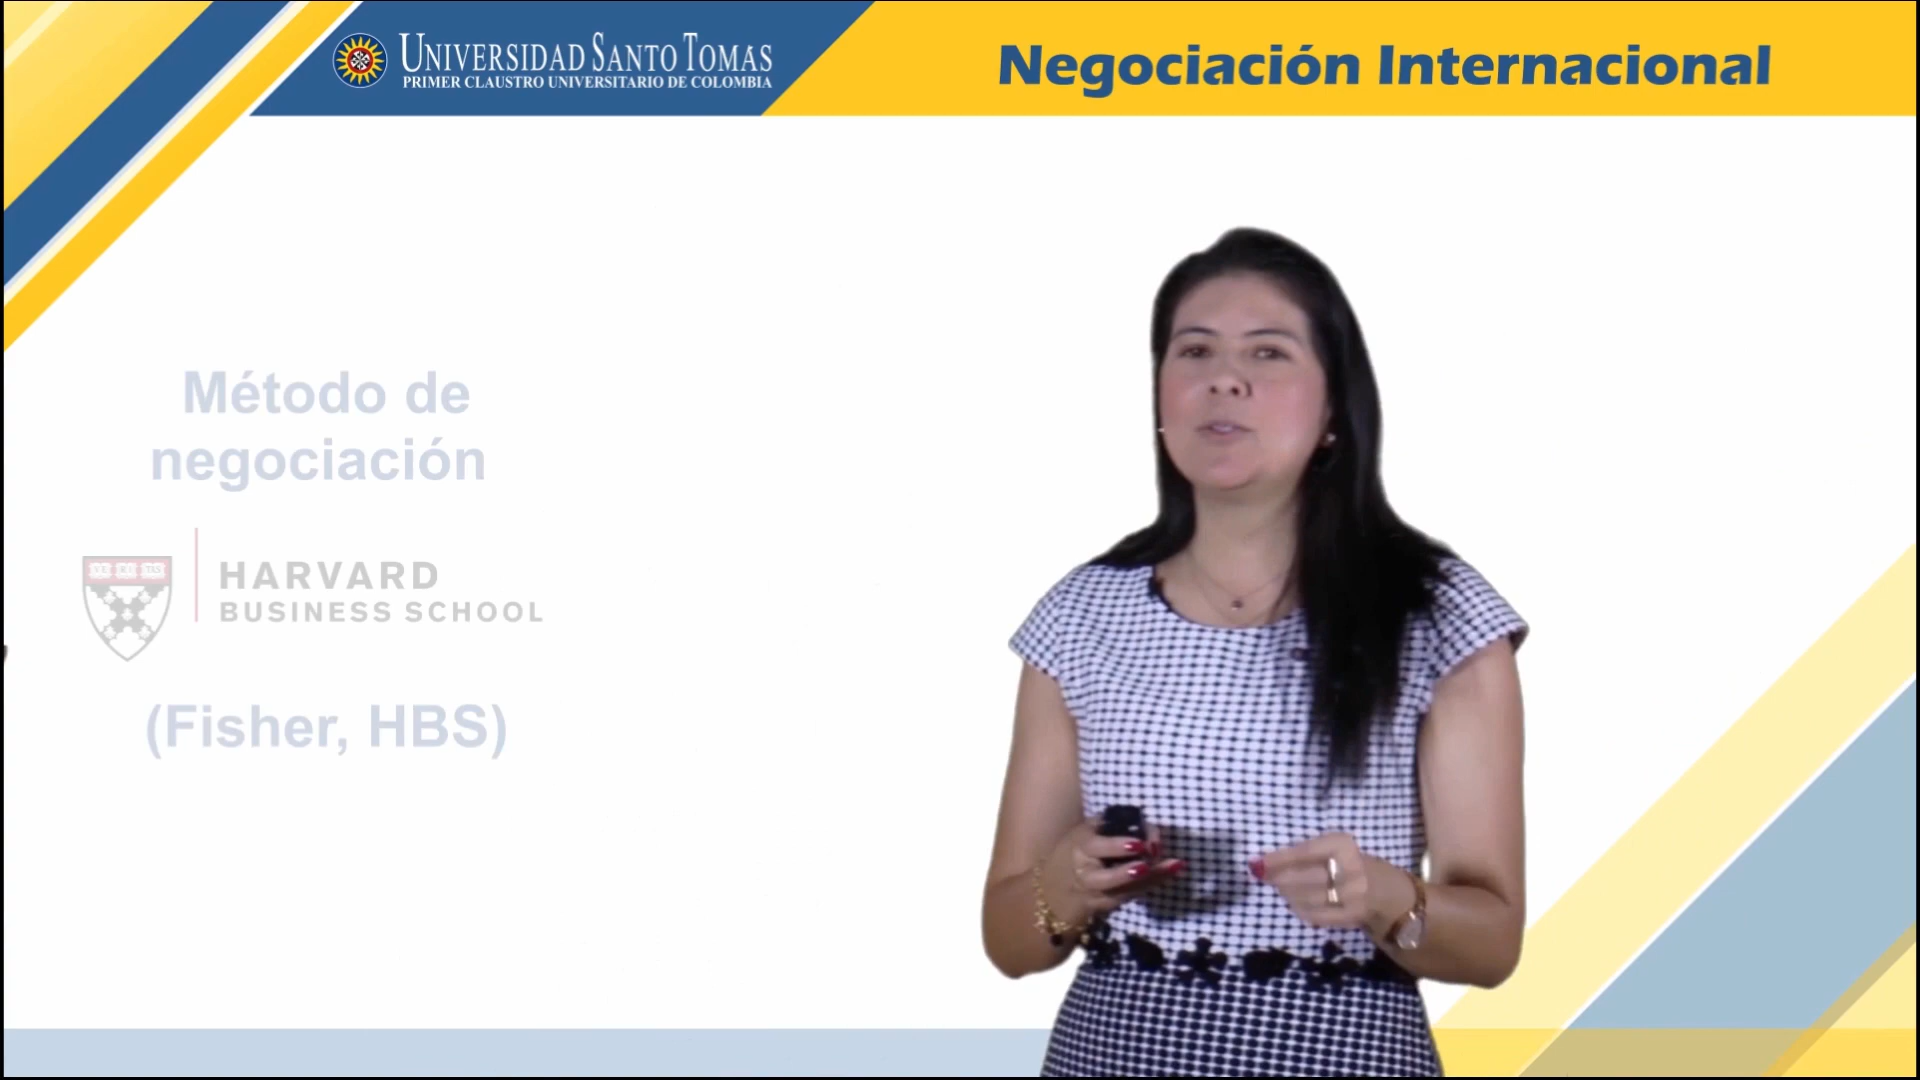 UNIVERSIDAD SANTO TOMAS
PRIMER CLAUSTRO UNIVERSITARIO DE COLOMBIA
Negociación Internacional
Método de
negociación
HARVARD
BUSINESS SCHOOL
(Fisher, HBS)